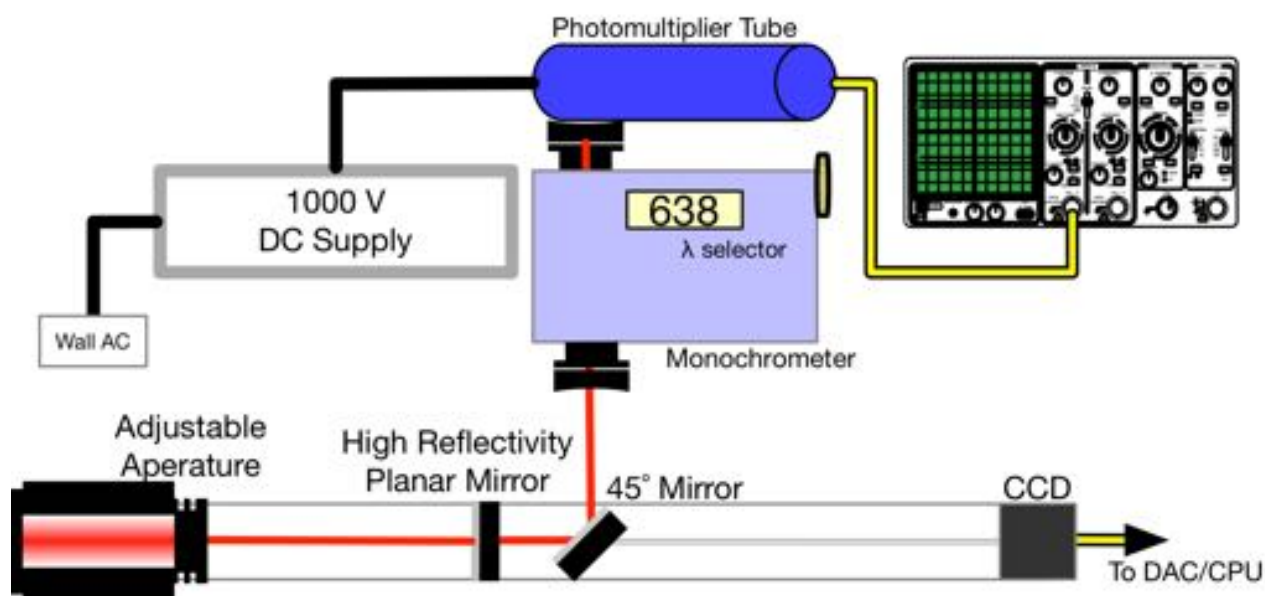 Photomultiplier Tube
1000 V
DC Supply
638
λ selector
Wall AC
Monochrometer
Adjustable
Aperature
High Reflectivity
Planar Mirror
45° Mirror
CCD
To DAC/CPU